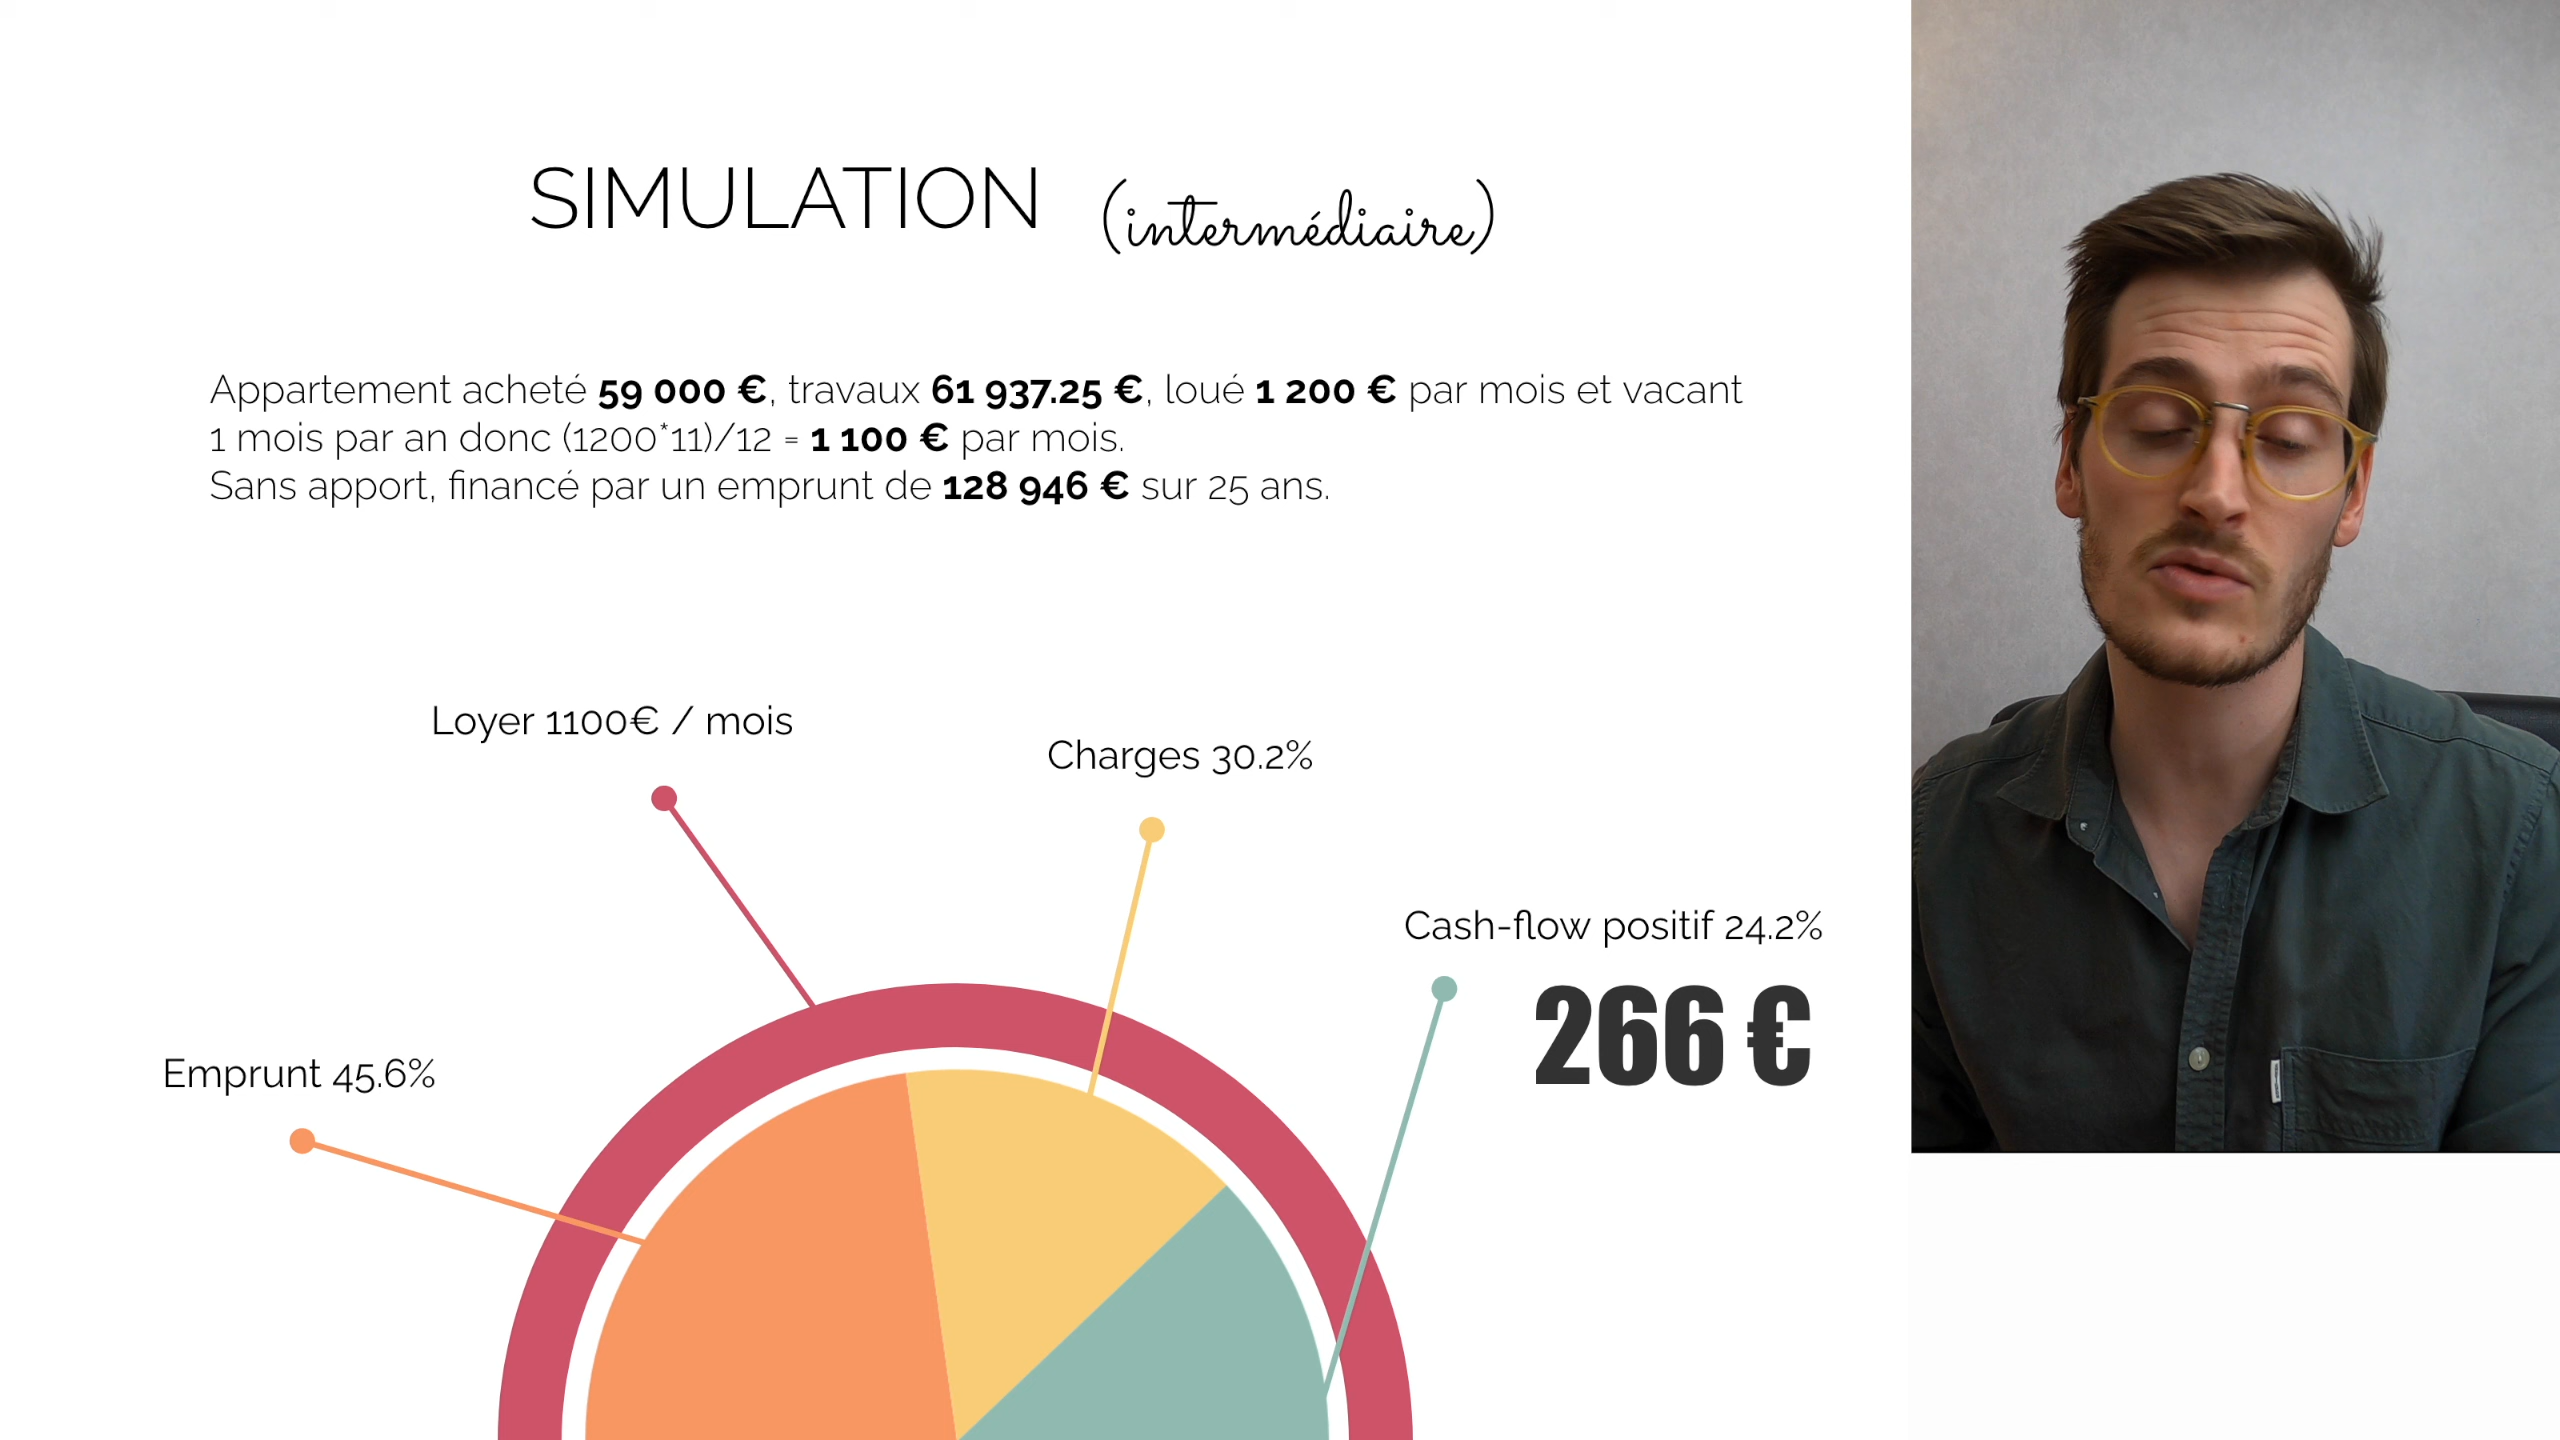 SIMULATION (intermédiaire)
Appartement acheté 59 000 €, travaux 61 937.25 €, loué 1 200 € par mois et vacant
1 mois par an donc (1200*11)/12 = 1 100 € par mois.
Sans apport, financé par un emprunt de 128 946 € sur 25 ans.
Loyer 1100€ / mois
Charges 30.2%
Cash-flow positif 24.2%
266 €
Emprunt 45.6%